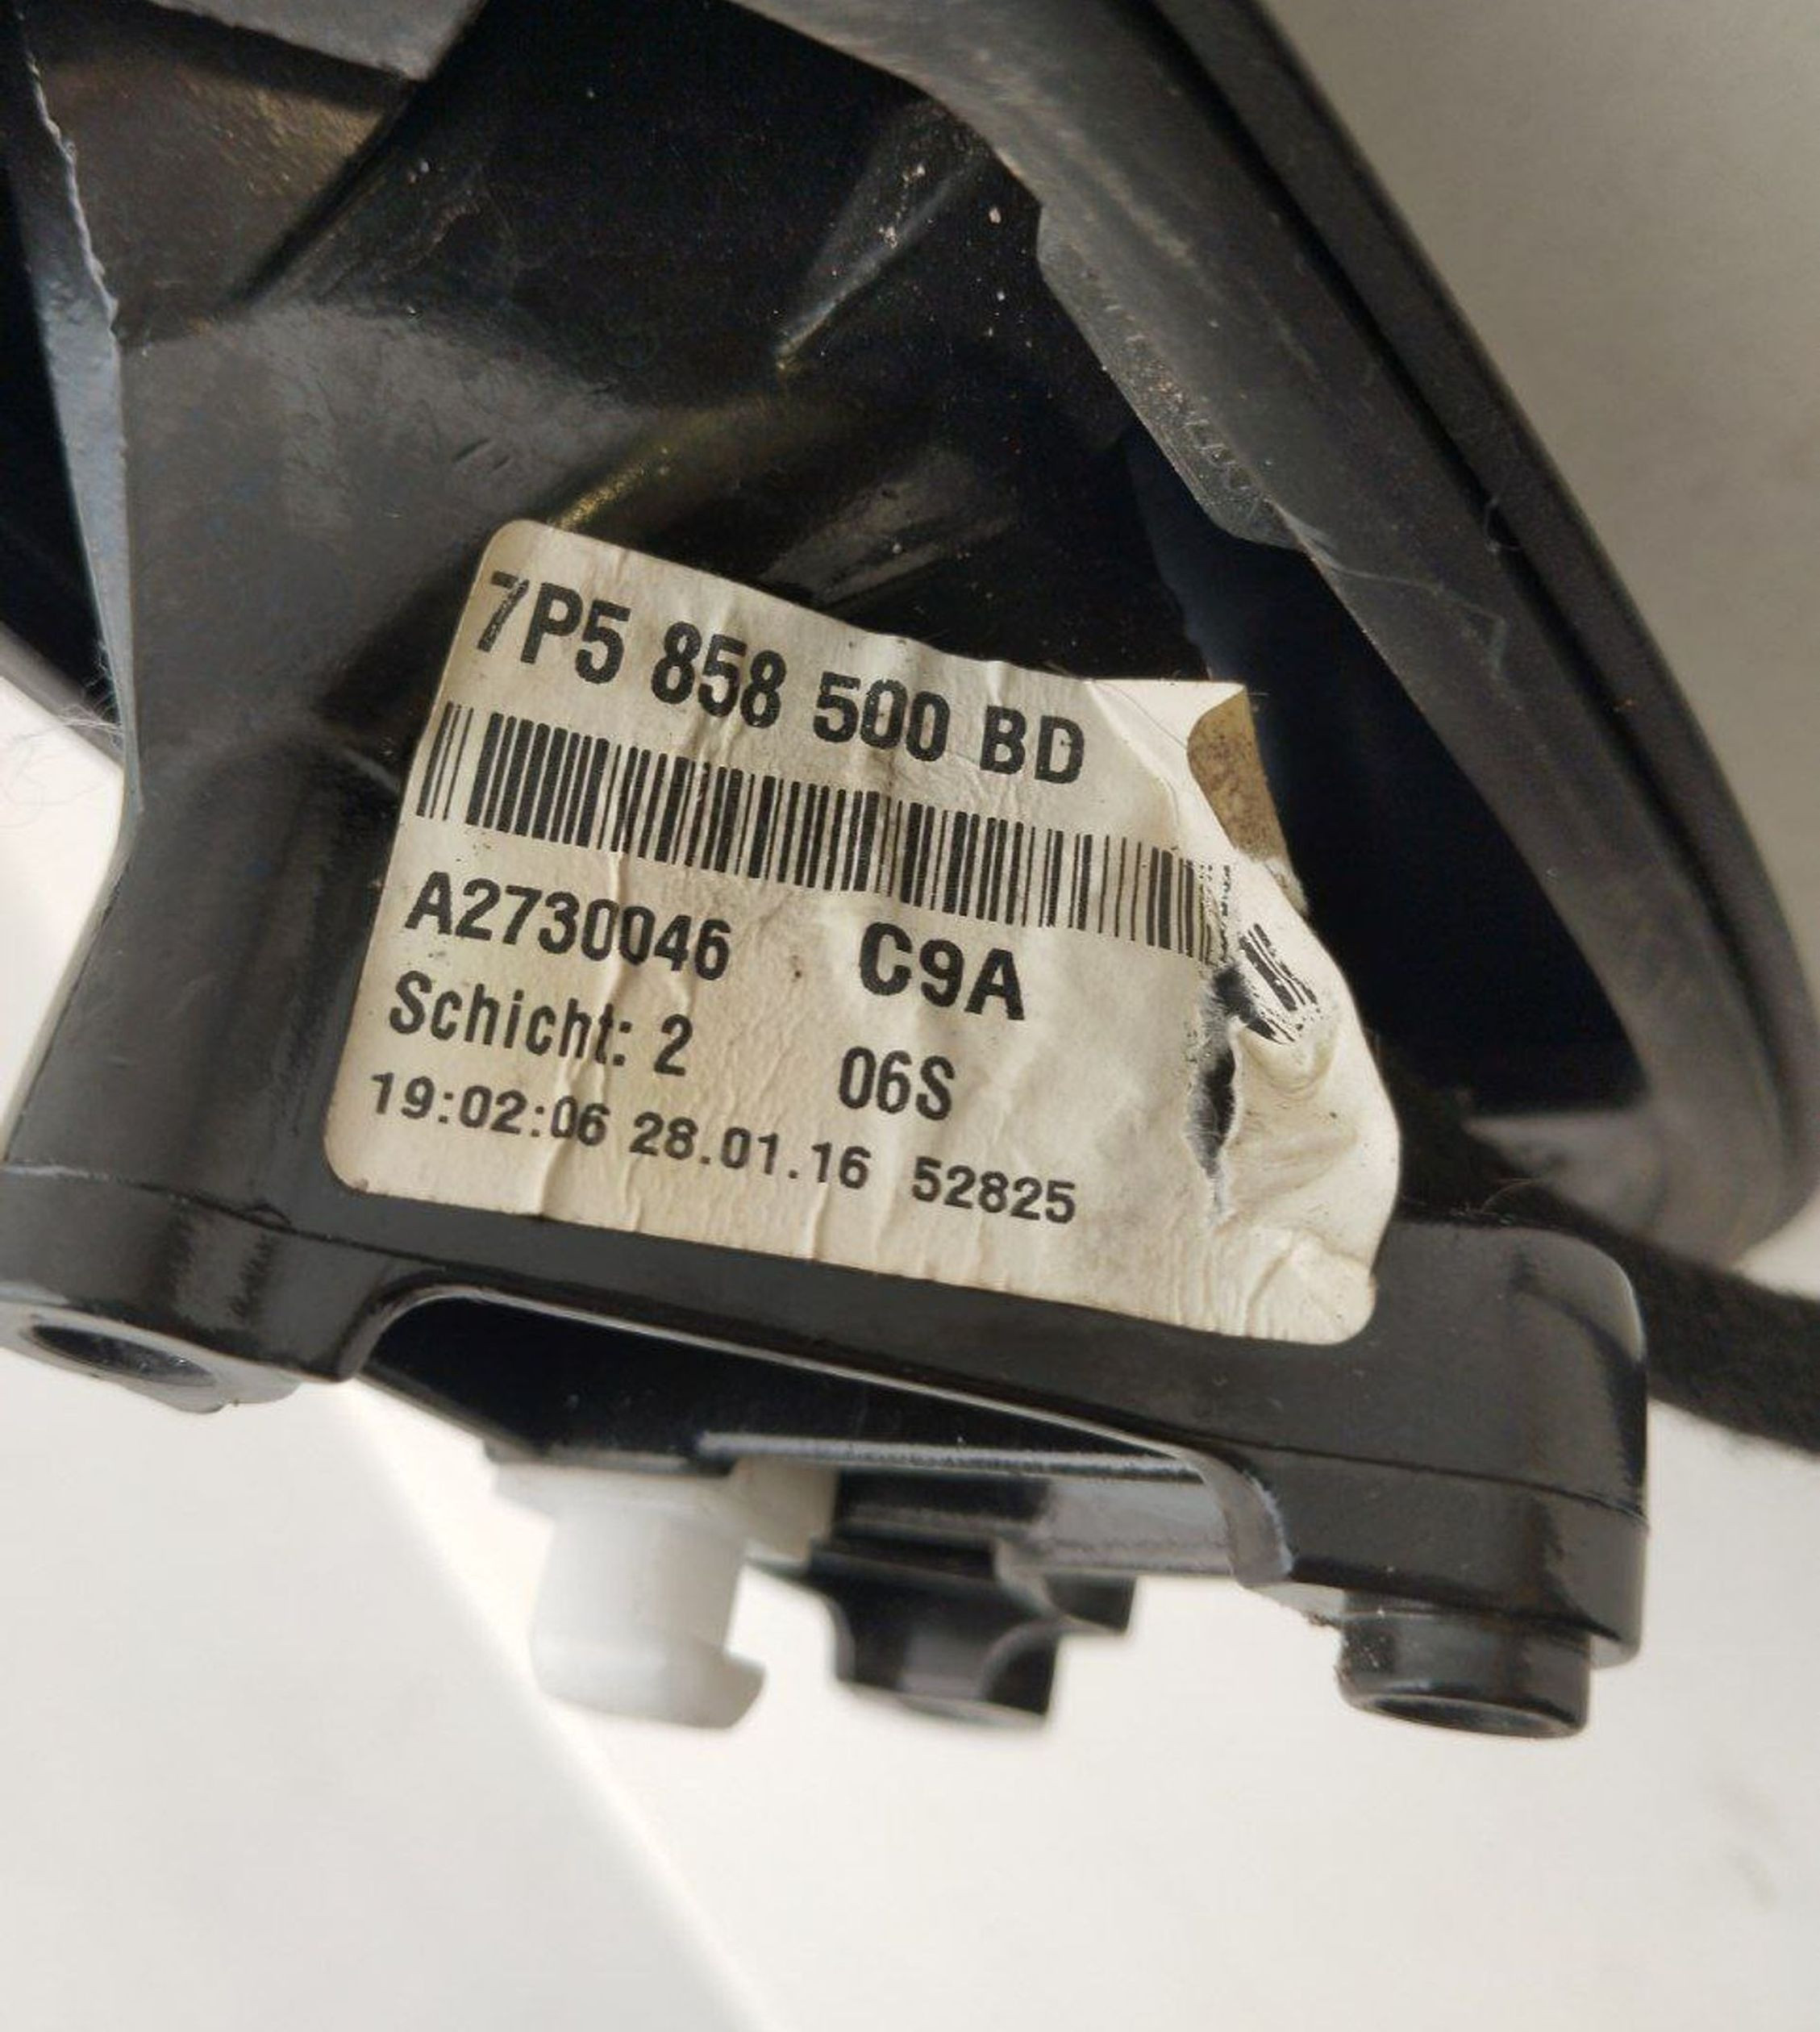 7P5 858 500 BD
A2730046 C9A
Schicht: 2 06S
19:02:06 28.01.16 52825